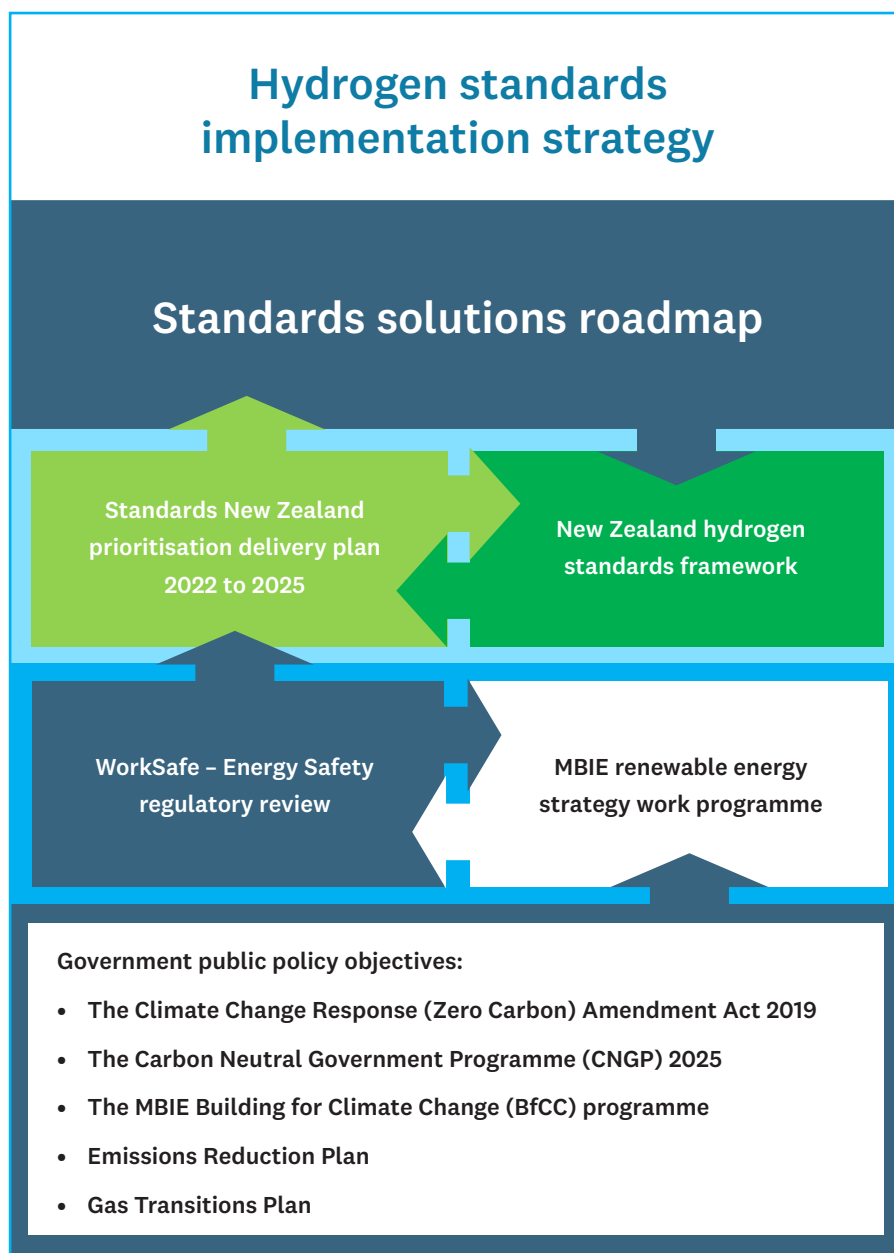 Hydrogen standards
implementation strategy
Standards solutions roadmap
Standards New Zealand
prioritisation delivery plan
2022 to 2025
New Zealand hydrogen
standards framework
WorkSafe – Energy Safety
regulatory review
MBIE renewable energy
strategy work programme
Government public policy objectives:
• The Climate Change Response (Zero Carbon) Amendment Act 2019
• The Carbon Neutral Government Programme (CNGP) 2025
• The MBIE Building for Climate Change (BfCC) programme
• Emissions Reduction Plan
• Gas Transitions Plan